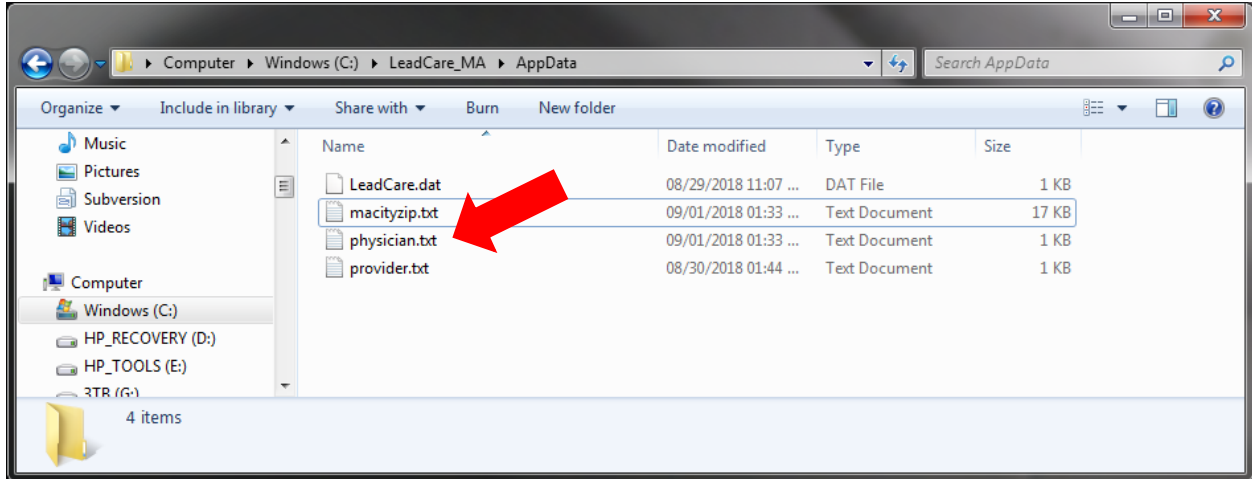 Computer Windows (C:) LeadCare_MA AppData Search AppData
Organize Include in library Share with Burn New folder
Music
Pictures
Subversion
Videos
Computer
Windows (C:)
HP_RECOVERY (D:)
HP_TOOLS (E:)
3TB (G:)
Name Date modified Type Size
LeadCare.dat 08/29/2018 11:07 ... DAT File 1 KB
macityzip.txt 09/01/2018 01:33 ... Text Document 17 KB
physician.txt 09/01/2018 01:33 ... Text Document 1 KB
provider.txt 08/30/2018 01:44 ... Text Document 1 KB
4 items